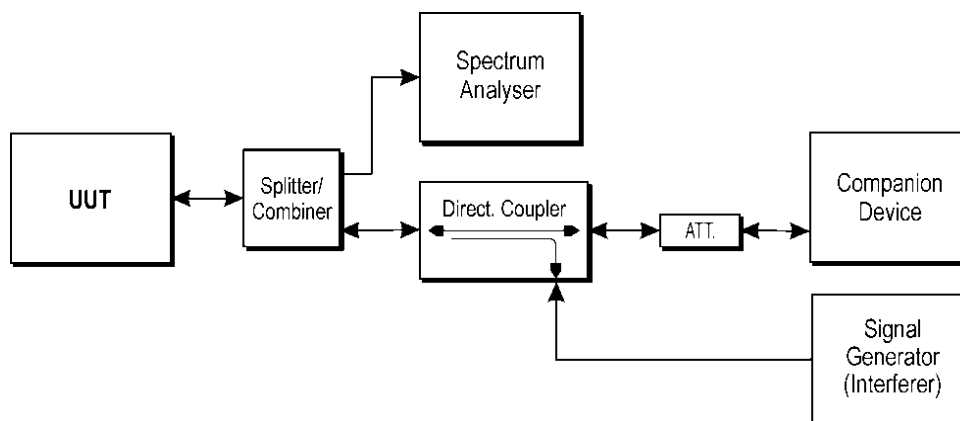 Spectrum
Analyser
UUT
Splitter/
Combiner
Direct. Coupler
ATT.
Companion
Device
Signal
Generator
(Interferer)